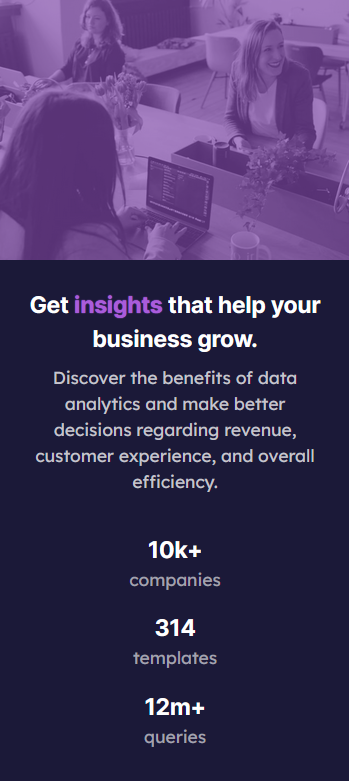 Get insights that help your
business grow.
Discover the benefits of data
analytics and make better
decisions regarding revenue,
customer experience, and overall
efficiency.
10k+
companies
314
templates
12m+
queries